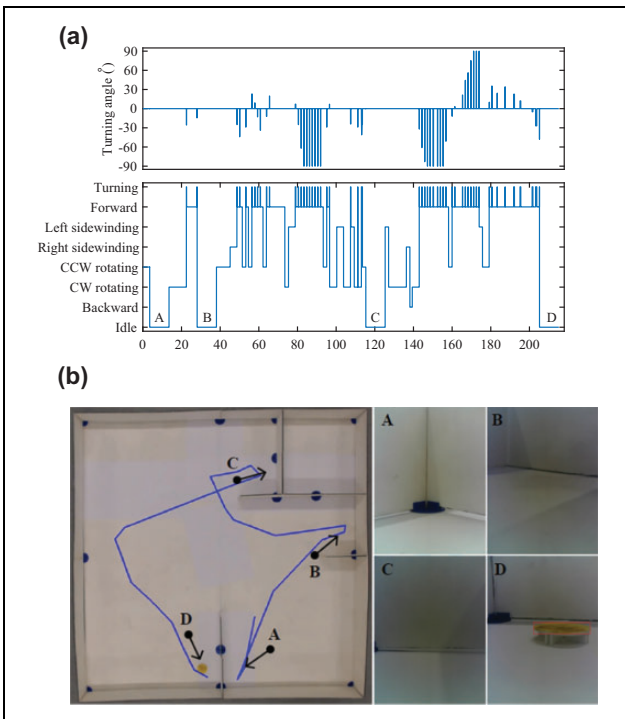 (a)
Turning angle (°)
90
60
30
0
-30
-60
-90
Turning
Forward
Left sidewinding
Right sidewinding
CCW rotating
CW rotating
Backward
Idle
A B C D
0 20 40 60 80 100 120 140 160 180 200
(b)
C
B
D
A
A
B
C
D